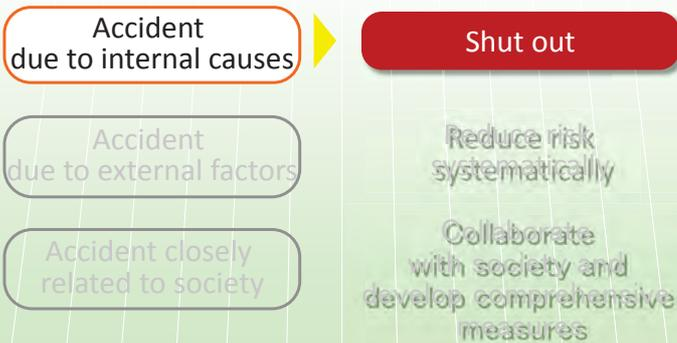 Accident
due to internal causes
Shut out
Accident
due to external factors
Reduce risk
systematically
Accident closely
related to society
Collaborate
with society and
develop comprehensive
measures